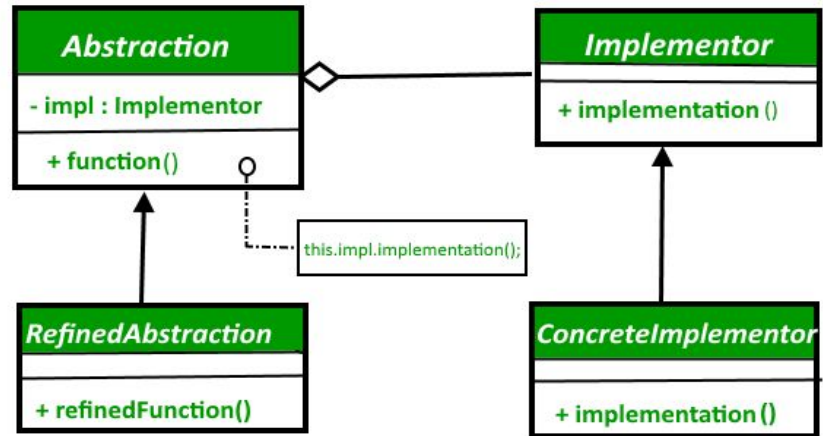 Abstraction
- impl : Implementor
+ function()
Implementor
+ implementation ()
this.impl.implementation();
RefinedAbstraction
+ refinedFunction()
ConcreteImplementor
+ implementation ()